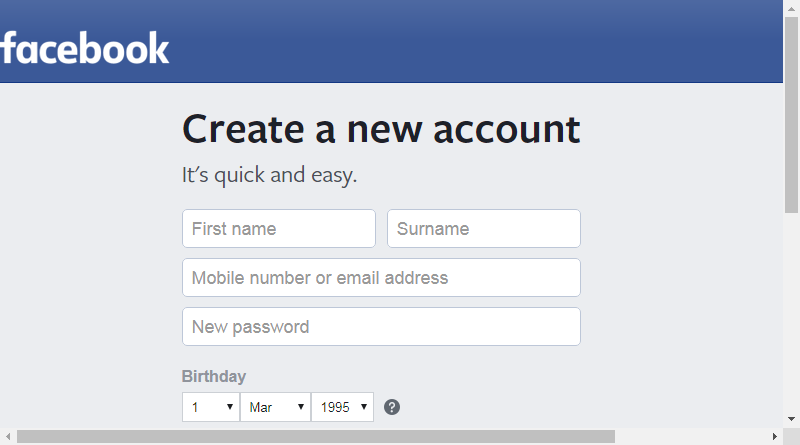 facebook
Create a new account
It's quick and easy.
First name Surname
Mobile number or email address
New password
Birthday
1 Mar 1995 ?